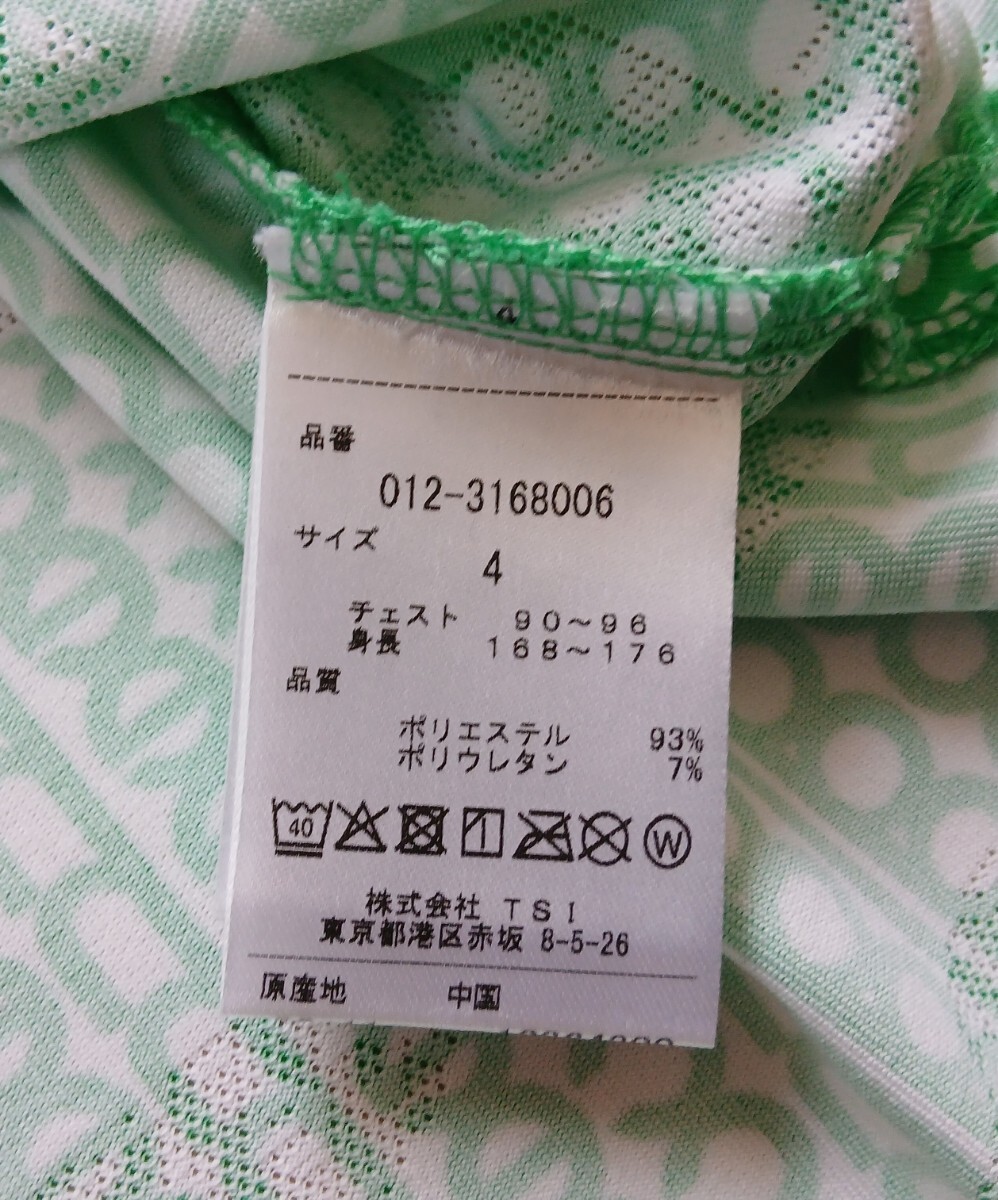 4
品番
012-3168006
サイズ
4
チェスト 90~96
身長 168~176
品質
ポリエステル 93%
ポリウレタン 7%
40 W
株式会社 TSI
東京都港区赤坂 8-5-26
原産地 中国